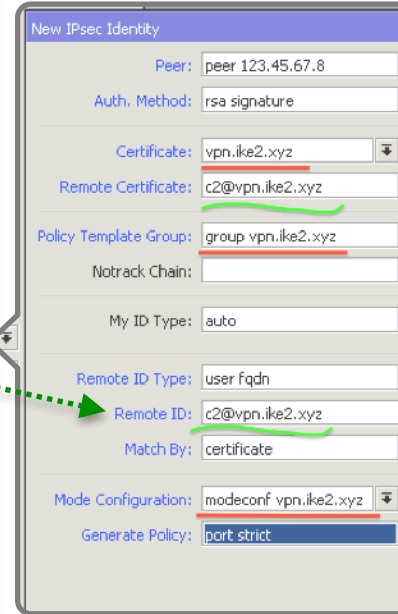 New IPsec Identity
Peer: peer 123.45.67.8
Auth. Method: rsa signature
Certificate: vpn.ike2.xyz
Remote Certificate: c2@vpn.ike2.xyz
Policy Template Group: group vpn.ike2.xyz
Notrack Chain:
My ID Type: auto
Remote ID Type: user fqdn
Remote ID: c2@vpn.ike2.xyz
Match By: certificate
Mode Configuration: modeconf vpn.ike2.xyz
Generate Policy: port strict